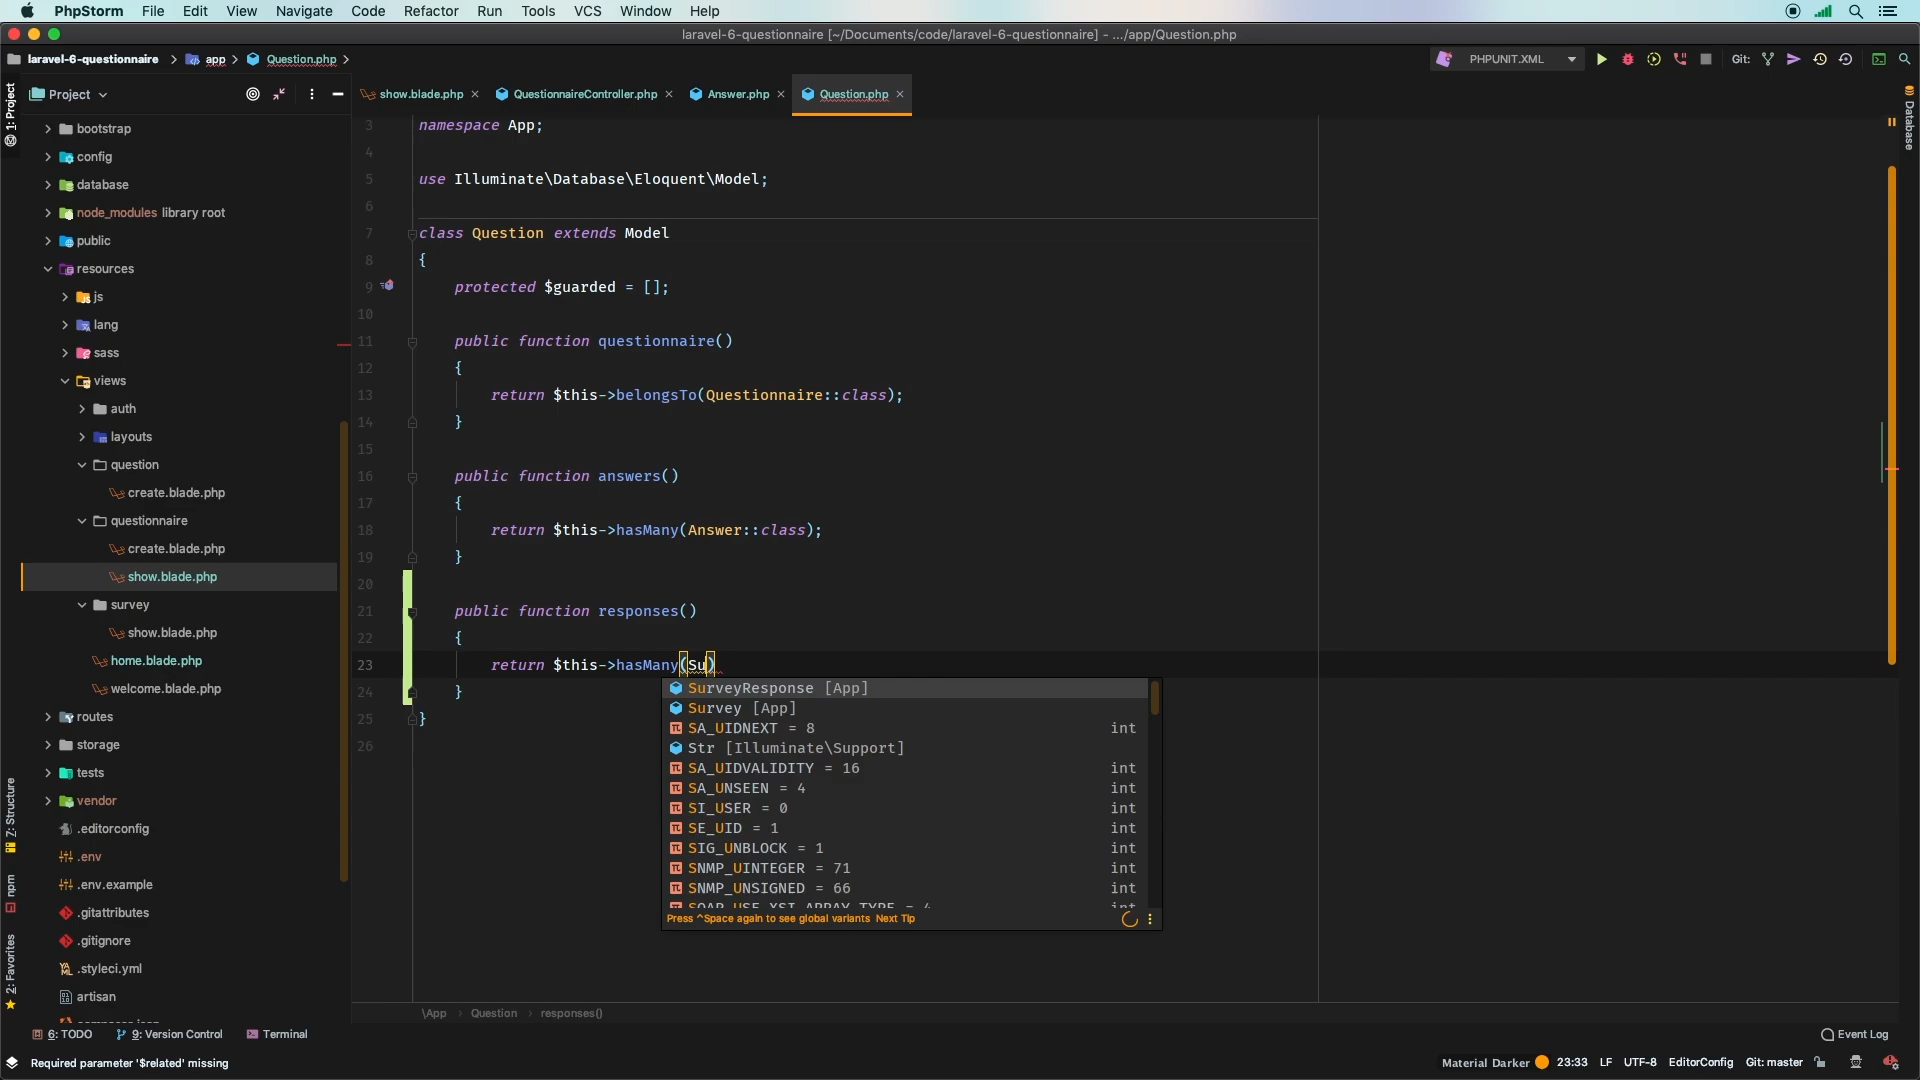 PhpStorm File Edit View Navigate Code Refactor Run Tools VCS Window Help
laravel-6-questionnaire [~/Documents/code/laravel-6-questionnaire] - .../app/Question.php
laravel-6-questionnaire app Question.php
PHPUNIT.XML
Git:
1: Project
Project
show.blade.php
QuestionnaireController.php
Answer.php
Question.php
Database
bootstrap
config
database
node_modules library root
public
resources
js
lang
sass
views
auth
layouts
question
create.blade.php
questionnaire
create.blade.php
show.blade.php
survey
show.blade.php
home.blade.php
welcome.blade.php
routes
storage
tests
vendor
.editorconfig
.env
.env.example
.gitattributes
.gitignore
.styleci.yml
artisan
Z: Structure
npm
2: Favorites
3 namespace App;
4
5 use Illuminate\Database\Eloquent\Model;
6
7 class Question extends Model
8 {
9 protected $guarded = [];
10
11 public function questionnaire()
12 {
13 return $this->belongsTo(Questionnaire::class);
14 }
15
16 public function answers()
17 {
18 return $this->hasMany(Answer::class);
19 }
20
21 public function responses()
22 {
23 return $this->hasMany(Su)
24 }
25 }
26
SurveyResponse [App]
Survey [App]
SA_UIDNEXT = 8 int
Str [Illuminate\Support]
SA_UIDVALIDITY = 16 int
SA_UNSEEN = 4 int
SI_USER = 0 int
SE_UID = 1 int
SIG_UNBLOCK = 1 int
SNMP_UINTEGER = 71 int
SNMP_UNSIGNED = 66 int
Press ^Space again to see global variants Next Tip
\App Question responses()
6: TODO
9: Version Control
Terminal
Event Log
Required parameter '$related' missing
Material Darker 23:33 LF UTF-8 EditorConfig Git: master